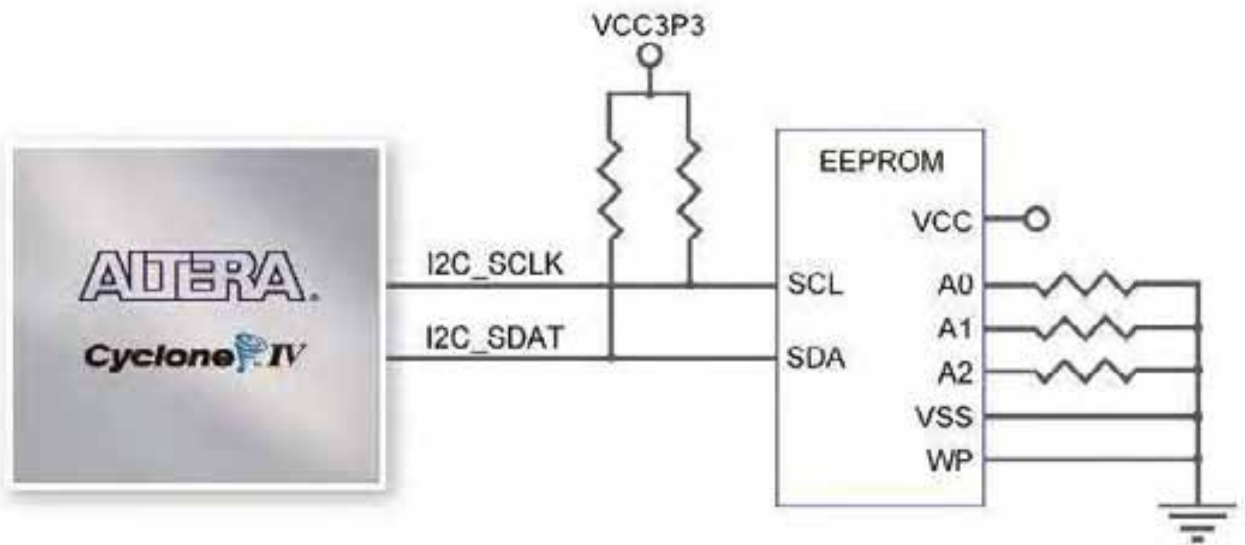 VCC3P3
EEPROM
VCC
ALTERA.
Cyclone IV
I2C_SCLK
I2C_SDAT
SCL
SDA
A0
A1
A2
VSS
WP